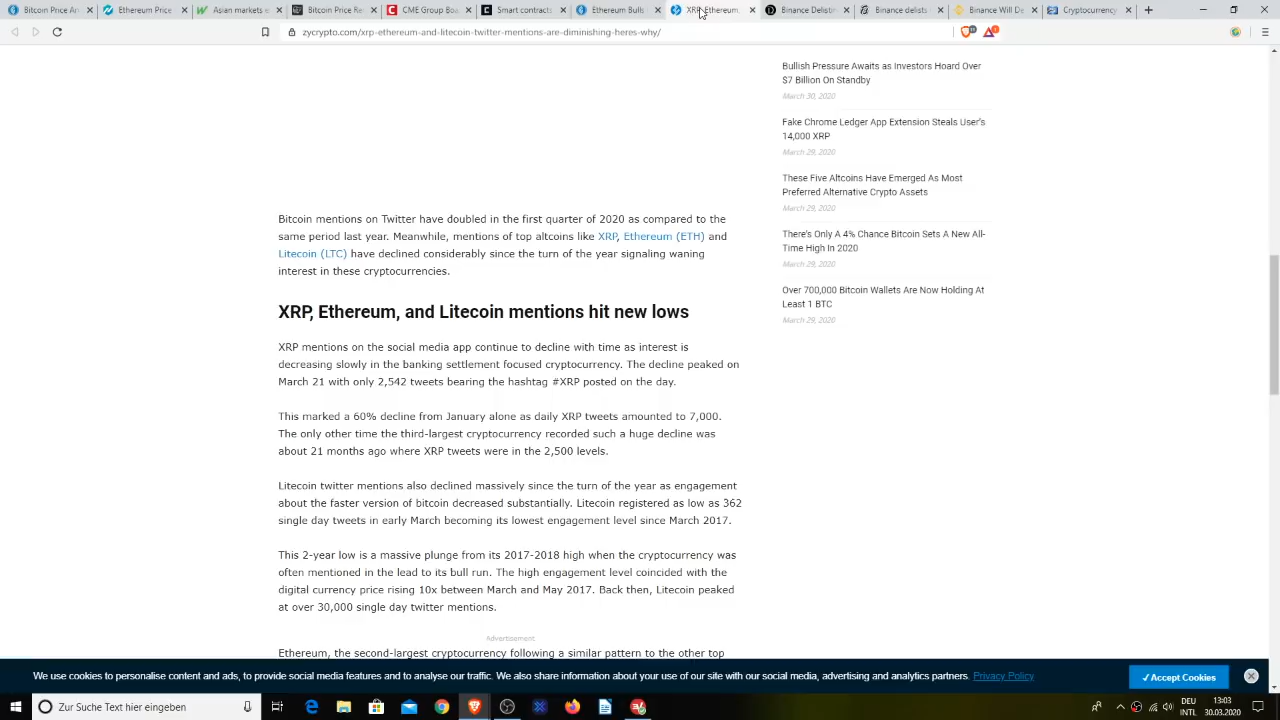 Bitcoin Price An
Ethereum Price
Asian markets
Bitcoin Price Re
CME Group Bas
Smart contracts
Ethereum Bulls
XRP, Ethereum,
Binance Delists
Binance delists
Binance Will De
Cryptocurrency
zycrypto.com/xrp-ethereum-and-litecoin-twitter-mentions-are-diminishing-heres-why/
Bitcoin mentions on Twitter have doubled in the first quarter of 2020 as compared to the
same period last year. Meanwhile, mentions of top altcoins like XRP, Ethereum (ETH) and
Litecoin (LTC) have declined considerably since the turn of the year signaling waning
interest in these cryptocurrencies.
XRP, Ethereum, and Litecoin mentions hit new lows
XRP mentions on the social media app continue to decline with time as interest is
decreasing slowly in the banking settlement focused cryptocurrency. The decline peaked on
March 21 with only 2,542 tweets bearing the hashtag #XRP posted on the day.
This marked a 60% decline from January alone as daily XRP tweets amounted to 7,000.
The only other time the third-largest cryptocurrency recorded such a huge decline was
about 21 months ago where XRP tweets were in the 2,500 levels.
Litecoin twitter mentions also declined massively since the turn of the year as engagement
about the faster version of bitcoin decreased substantially. Litecoin registered as low as 362
single day tweets in early March becoming its lowest engagement level since March 2017.
This 2-year low is a massive plunge from its 2017-2018 high when the cryptocurrency was
often mentioned in the lead to its bull run. The high engagement level coincided with the
digital currency price rising 10x between March and May 2017. Back then, Litecoin peaked
at over 30,000 single day twitter mentions.
Advertisement
Ethereum, the second-largest cryptocurrency following a similar pattern to the other top
Bullish Pressure Awaits as Investors Hoard Over
$7 Billion On Standby
March 30, 2020
Fake Chrome Ledger App Extension Steals User's
14,000 XRP
March 29, 2020
These Five Altcoins Have Emerged As Most
Preferred Alternative Crypto Assets
March 29, 2020
There's Only A 4% Chance Bitcoin Sets A New All-
Time High In 2020
March 29, 2020
Over 700,000 Bitcoin Wallets Are Now Holding At
Least 1 BTC
March 29, 2020
We use cookies to personalise content and ads, to provide social media features and to analyse our traffic. We also share information about your use of our site with our social media, advertising and analytics partners. Privacy Policy
✓Accept Cookies
Zur Suche Text hier eingeben
DEU
INTL
13:03
30.03.2020